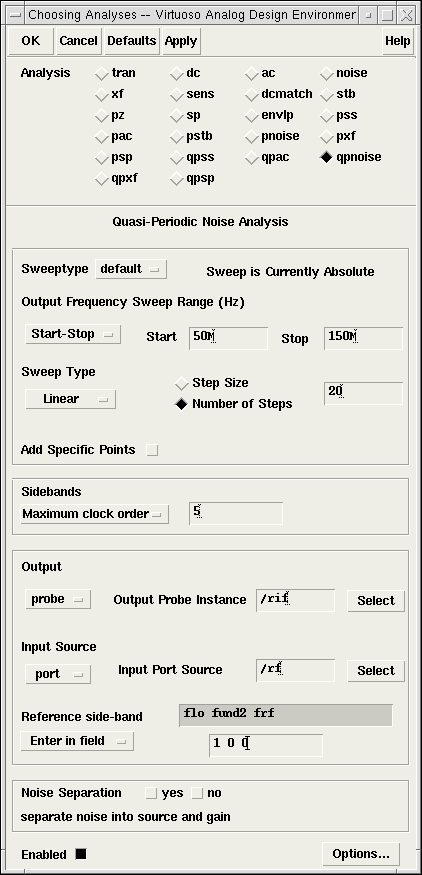 Choosing Analyses -- Virtuoso Analog Design Environmer
OK Cancel Defaults Apply Help
Analysis tran dc ac noise
xf sens dcmatch stb
pz sp envlp pss
pac pstb pnoise pxf
psp qpss qpac qpnoise
qpxf qpsp
Quasi-Periodic Noise Analysis
Sweeptype default Sweep is Currently Absolute
Output Frequency Sweep Range (Hz)
Start-Stop Start 50M Stop 150M
Sweep Type
Step Size
Linear Number of Steps 20
Add Specific Points
Sidebands
Maximum clock order 5
Output
probe Output Probe Instance /rif Select
Input Source
port Input Port Source /rf Select
Reference side-band flo fund2 frf
Enter in field 1 0 0
Noise Separation yes no
separate noise into source and gain
Enabled Options...